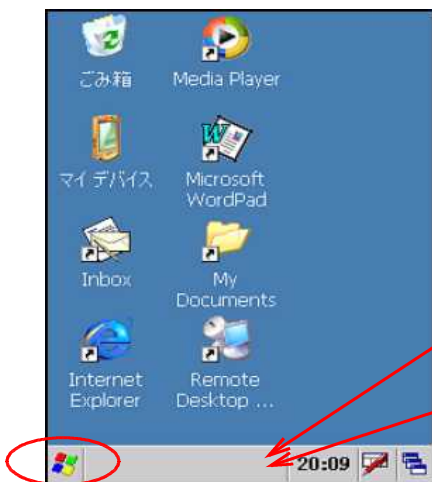 ごみ箱
Media Player
マイ デバイス
Microsoft
WordPad
Inbox
My
Documents
Internet
Explorer
Remote
Desktop ...
20:09